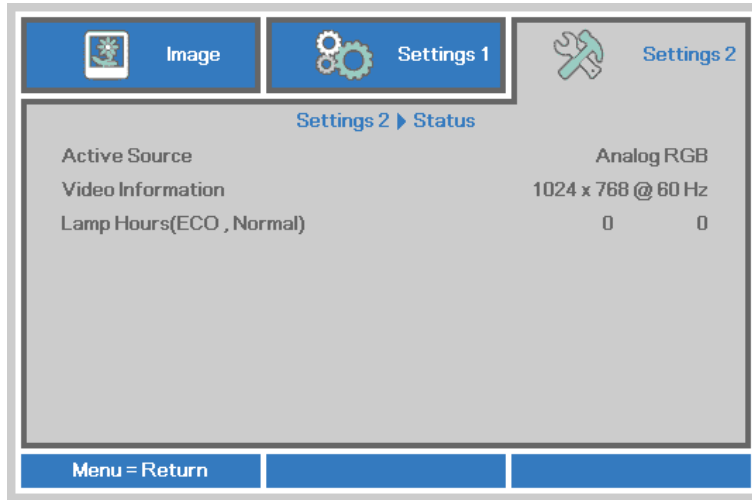 Image Settings 1 Settings 2
Settings 2 ▶ Status
Active Source Analog RGB
Video Information 1024 x 768 @ 60 Hz
Lamp Hours(ECO , Normal) 0 0
Menu = Return